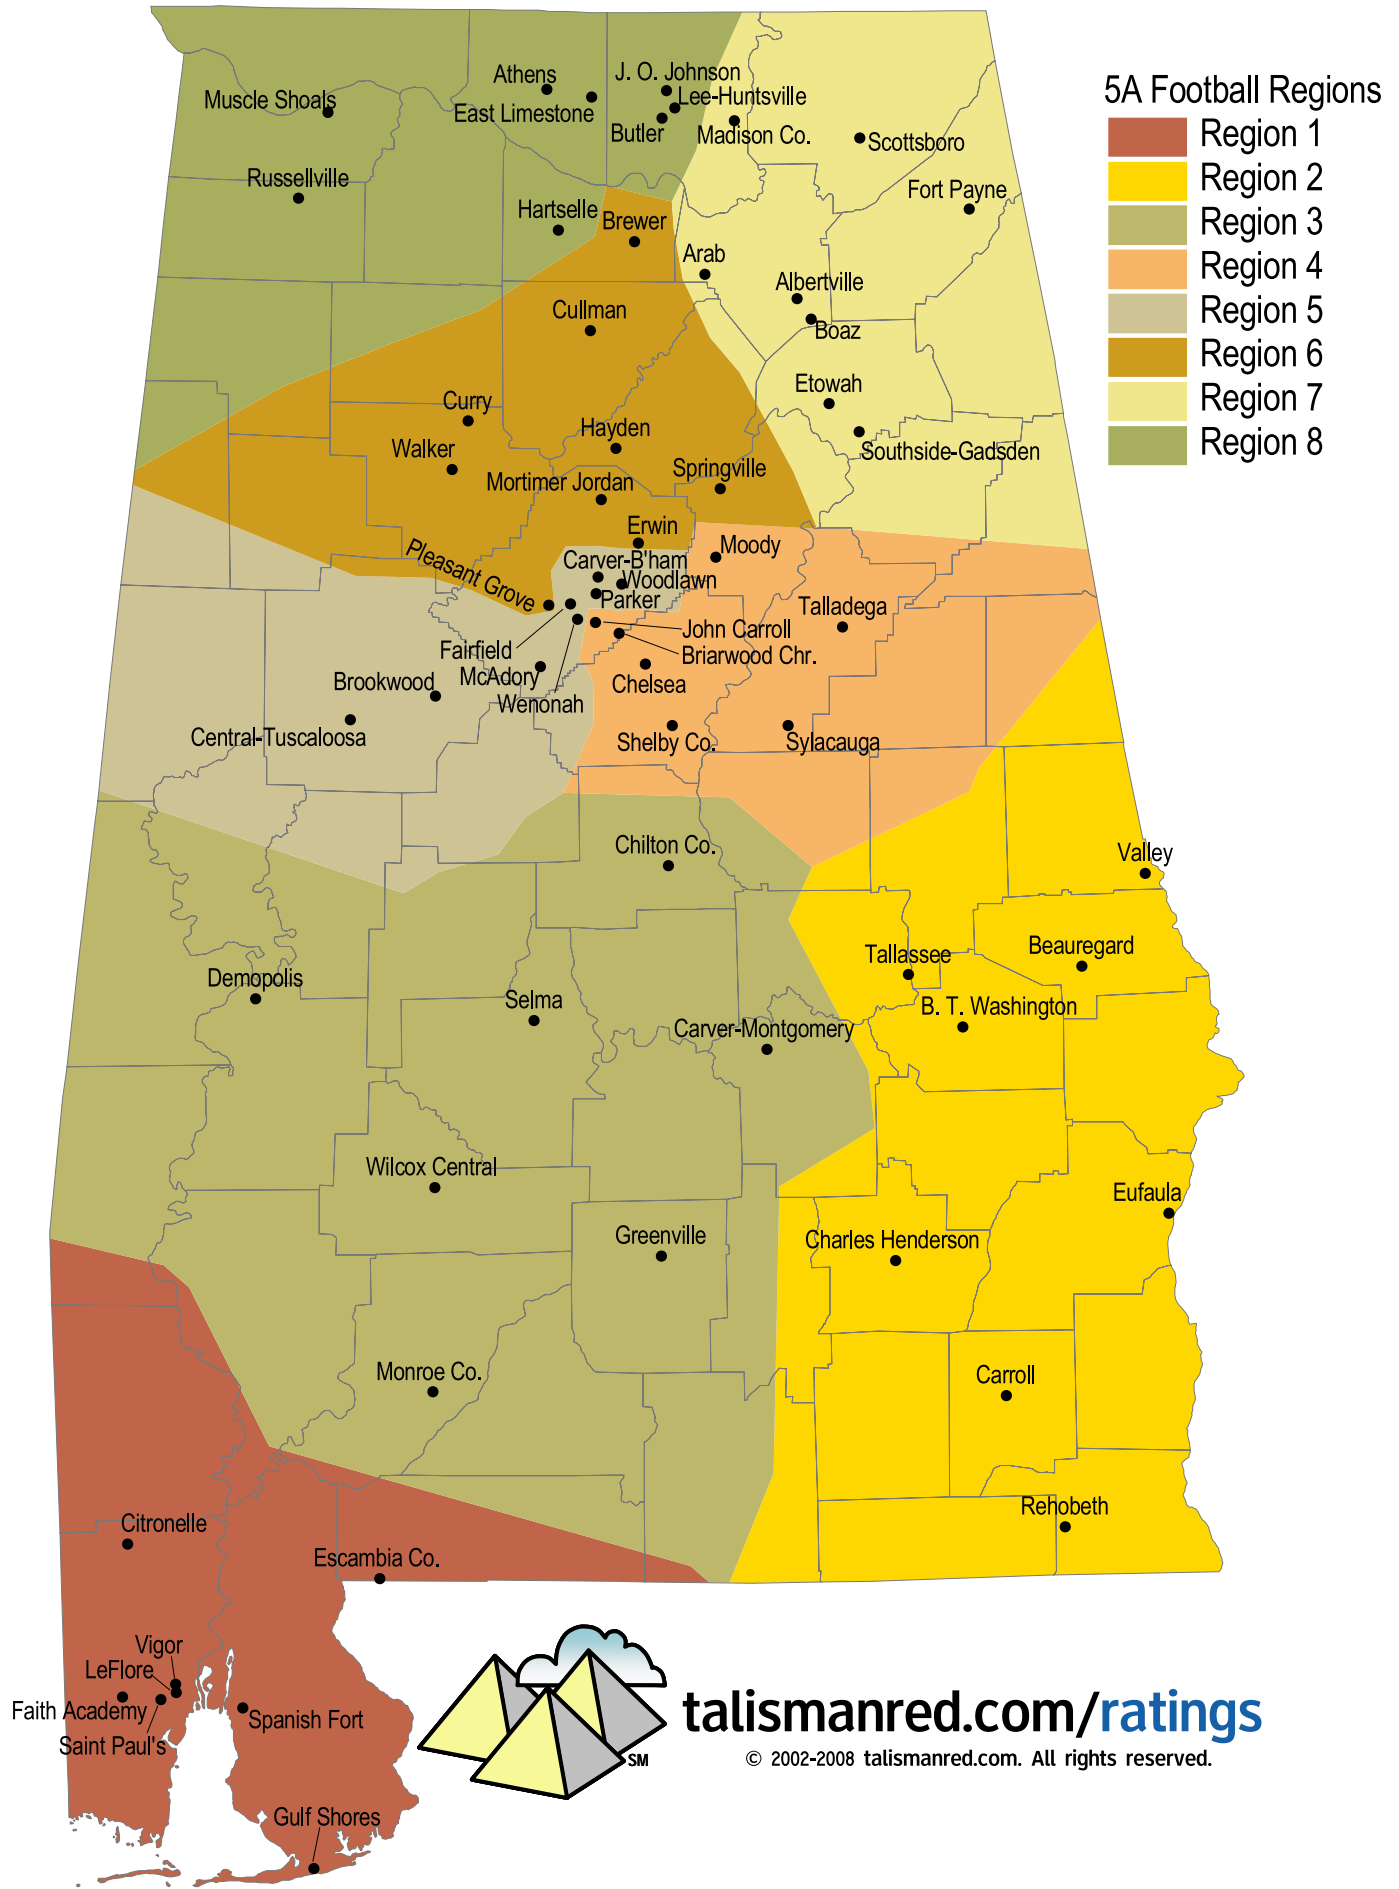 5A Football Regions
Region 1
Region 2
Region 3
Region 4
Region 5
Region 6
Region 7
Region 8
Athens
J. O. Johnson
Muscle Shoals
East Limestone
Lee-Huntsville
Butler
Madison Co.
Scottsboro
Russellville
Fort Payne
Hartselle
Brewer
Arab
Albertville
Cullman
Boaz
Etowah
Curry
Hayden
Walker
Southside-Gadsden
Mortimer Jordan
Springville
Erwin
Moody
Pleasant Grove
Carver-B'ham
Woodlawn
Parker
Talladega
John Carroll
Fairfield
Briarwood Chr.
McAdory
Brookwood
Chelsea
Wenonah
Central-Tuscaloosa
Shelby Co.
Sylacauga
Chilton Co.
Valley
Beauregard
Tallassee
Demopolis
Selma
B. T. Washington
Carver-Montgomery
Wilcox Central
Eufaula
Greenville
Charles Henderson
Monroe Co.
Carroll
Rehobeth
Citronelle
Escambia Co.
Vigor
LeFlore
Faith Academy
Spanish Fort
Saint Paul's
Gulf Shores
SM
talismanred.com/ratings
© 2002-2008 talismanred.com. All rights reserved.